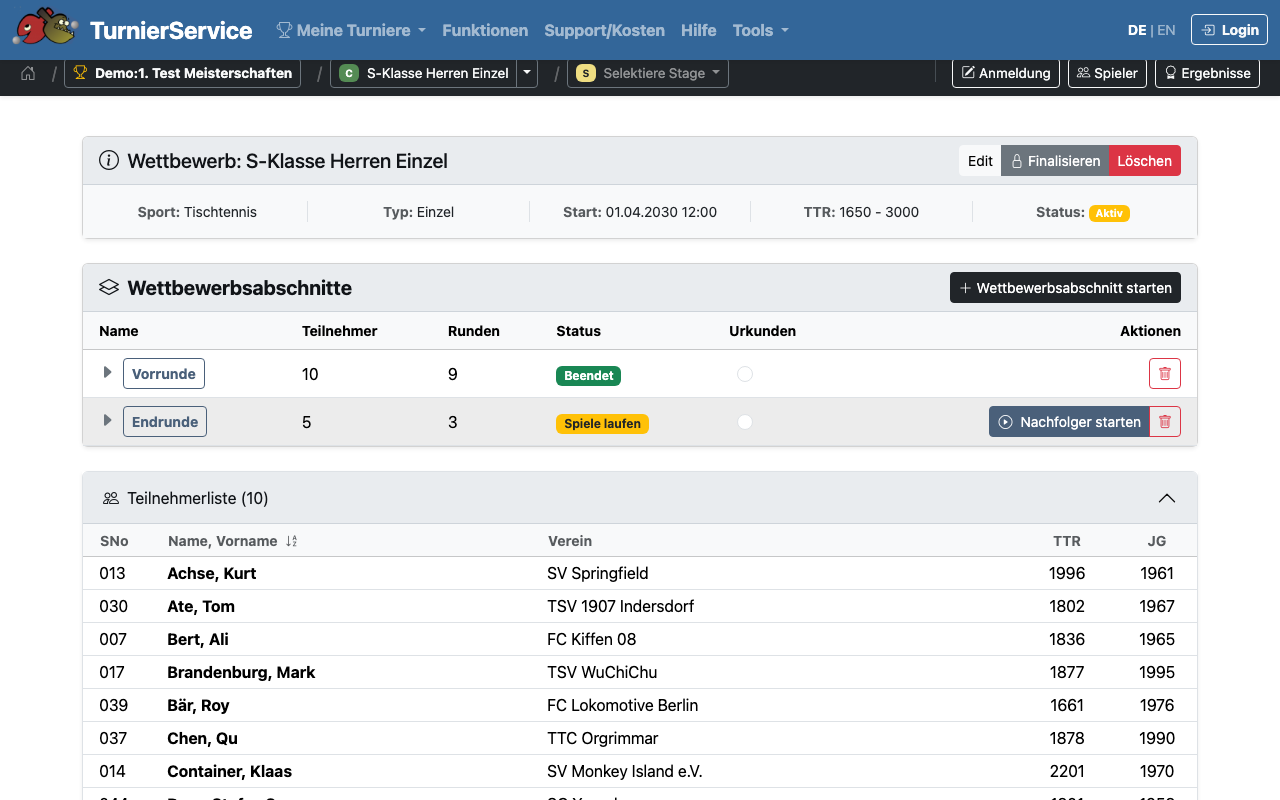 TurnierService Meine Turniere Funktionen Support/Kosten Hilfe Tools DE | EN Login
/ Demo:1. Test Meisterschaften / C S-Klasse Herren Einzel / S Selektiere Stage Anmeldung Spieler Ergebnisse
Wettbewerb: S-Klasse Herren Einzel Edit Finalisieren Löschen
Sport: Tischtennis Typ: Einzel Start: 01.04.2030 12:00 TTR: 1650 - 3000 Status: Aktiv
Wettbewerbsabschnitte + Wettbewerbsabschnitt starten
Name Teilnehmer Runden Status Urkunden Aktionen
Vorrunde 10 9 Beendet
Endrunde 5 3 Spiele laufen Nachfolger starten
Teilnehmerliste (10)
SNo Name, Vorname Verein TTR JG
013 Achse, Kurt SV Springfield 1996 1961
030 Ate, Tom TSV 1907 Indersdorf 1802 1967
007 Bert, Ali FC Kiffen 08 1836 1965
017 Brandenburg, Mark TSV WuChiChu 1877 1995
039 Bär, Roy FC Lokomotive Berlin 1661 1976
037 Chen, Qu TTC Orgrimmar 1878 1990
014 Container, Klaas SV Monkey Island e.V. 2201 1970